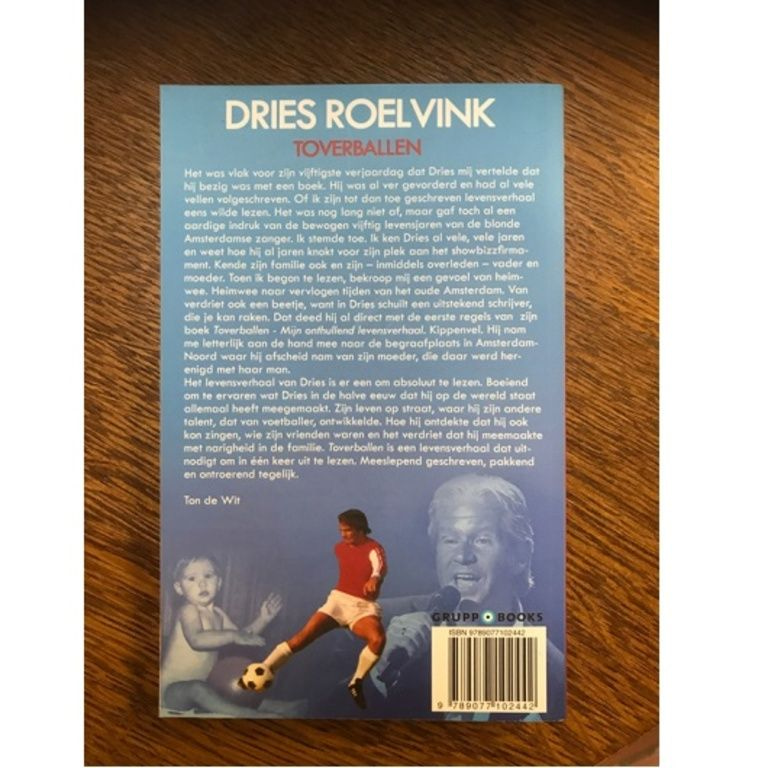 DRIES ROELVINK
TOVERBALLEN
Het was vlak voor zijn vijftigste verjaardag dat Dries mij vertelde dat
hij bezig was met een boek. Hij was al ver gevorderd en had al vele
vellen volgeschreven. Of ik zijn tot dan toe geschreven levensverhaal
eens wilde lezen. Het was nog lang niet af, maar gaf toch al een
aardige indruk van de bewogen vijftig levensjaren van de blonde
Amsterdamse zanger. Ik stemde toe. Ik ken Dries al vele, vele jaren
en weet hoe hij al jaren knokt voor zijn plek aan het showbizzfirma-
ment. Kende zijn familie ook en zijn – inmiddels overleden – vader en
moeder. Toen ik begon te lezen, bekroop mij een gevoel van heim-
wee. Heimwee naar vervlogen tijden van het oude Amsterdam. Van
verdriet ook een beetje, want in Dries schuilt een uitstekend schrijver,
die je kan raken. Dat deed hij al direct met de eerste regels van zijn
boek Toverballen - Mijn onthullend levensverhaal. Kippenvel. Hij nam
me letterlijk aan de hand mee naar de begraafplaats in Amsterdam-
Noord waar hij afscheid nam van zijn moeder, die daar werd her-
enigd met haar man.
Het levensverhaal van Dries is er een om absoluut te lezen. Boeiend
om te ervaren wat Dries in de halve eeuw dat hij op de wereld staat
allemaal heeft meegemaakt. Zijn leven op straat, waar hij zijn andere
talent, dat van voetballer, ontwikkelde. Hoe hij ontdekte dat hij ook
kon zingen, wie zijn vrienden waren en het verdriet dat hij meemaakte
met narigheid in de familie. Toverballen is een levensverhaal dat uit-
nodigt om in één keer uit te lezen. Meeslepend geschreven, pakkend
en ontroerend tegelijk.
Ton de Wit
GRUPPO BOOKS
ISBN 9789077102442
9 789077 102442